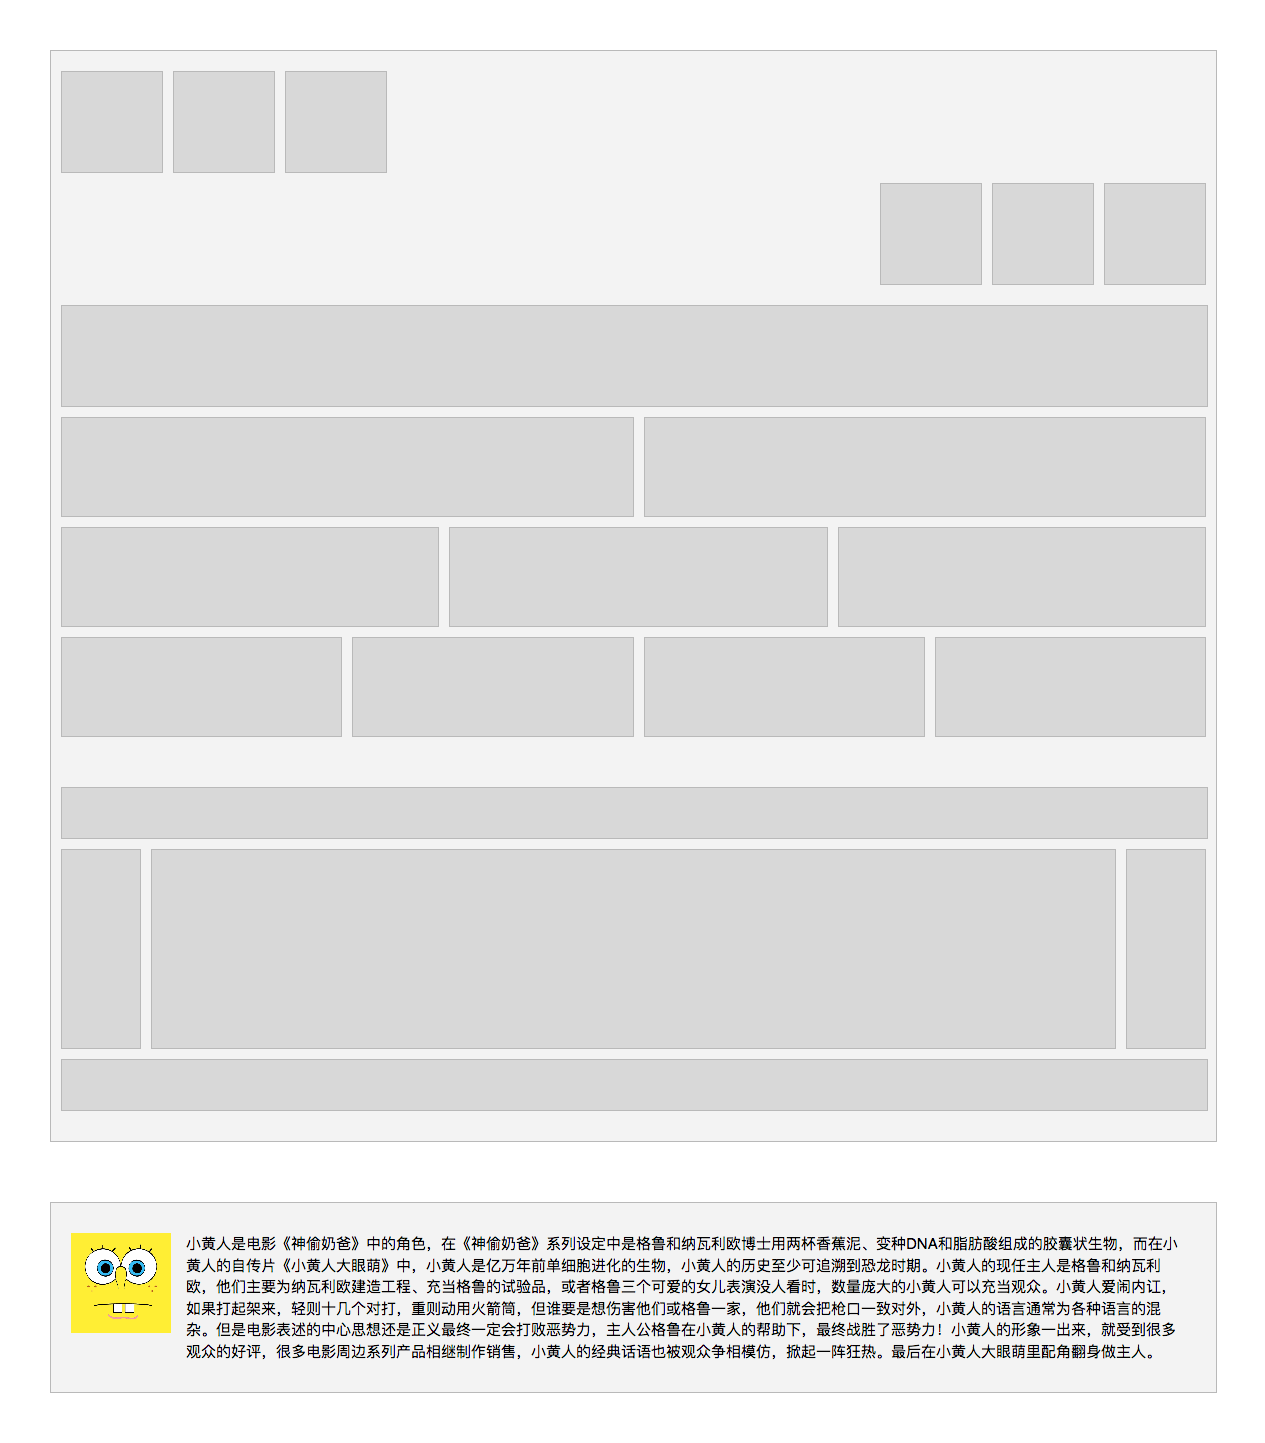 小黄人是电影《神偷奶爸》中的角色，在《神偷奶爸》系列设定中是格鲁和纳瓦利欧博士用两杯香蕉泥、变种DNA和脂肪酸组成的胶囊状生物，而在小
黄人的自传片《小黄人大眼萌》中，小黄人是亿万年前单细胞进化的生物，小黄人的历史至少可追溯到恐龙时期。小黄人的现任主人是格鲁和纳瓦利
欧，他们主要为纳瓦利欧建造工程、充当格鲁的试验品，或者格鲁三个可爱的女儿表演没人看时，数量庞大的小黄人可以充当观众。小黄人爱闹内讧，
如果打起架来，轻则十几个对打，重则动用火箭筒，但谁要是想伤害他们或格鲁一家，他们就会把枪口一致对外，小黄人的语言通常为各种语言的混
杂。但是电影表述的中心思想还是正义最终一定会打败恶势力，主人公格鲁在小黄人的帮助下，最终战胜了恶势力！小黄人的形象一出来，就受到很多
观众的好评，很多电影周边系列产品相继制作销售，小黄人的经典话语也被观众争相模仿，掀起一阵狂热。最后在小黄人大眼萌里配角翻身做主人。